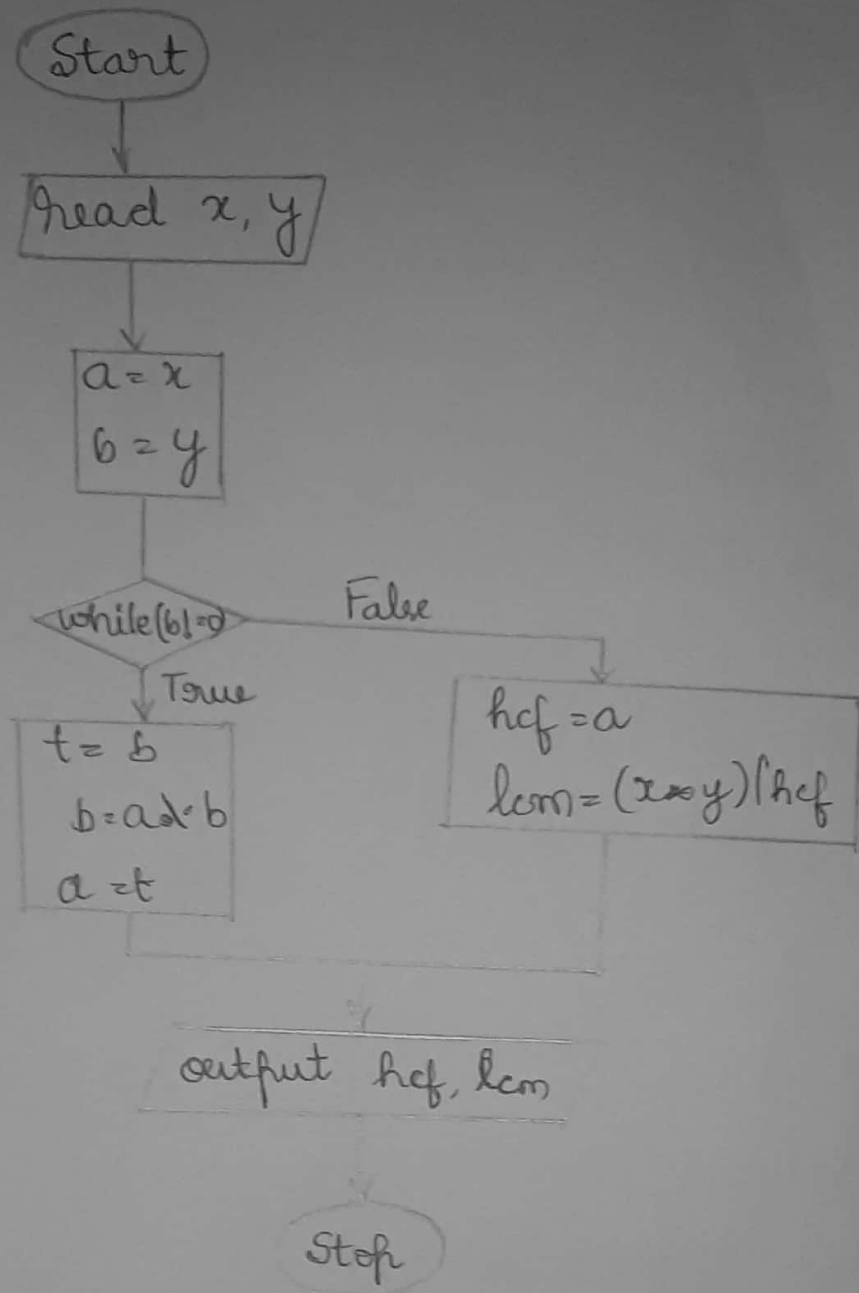 Start
read x, y
a = x
b = y
while(b!=0)
False
True
t = b
b = a % b
a = t
hcf = a
lcm = (x*y)/hcf
output hcf, lcm
Stop